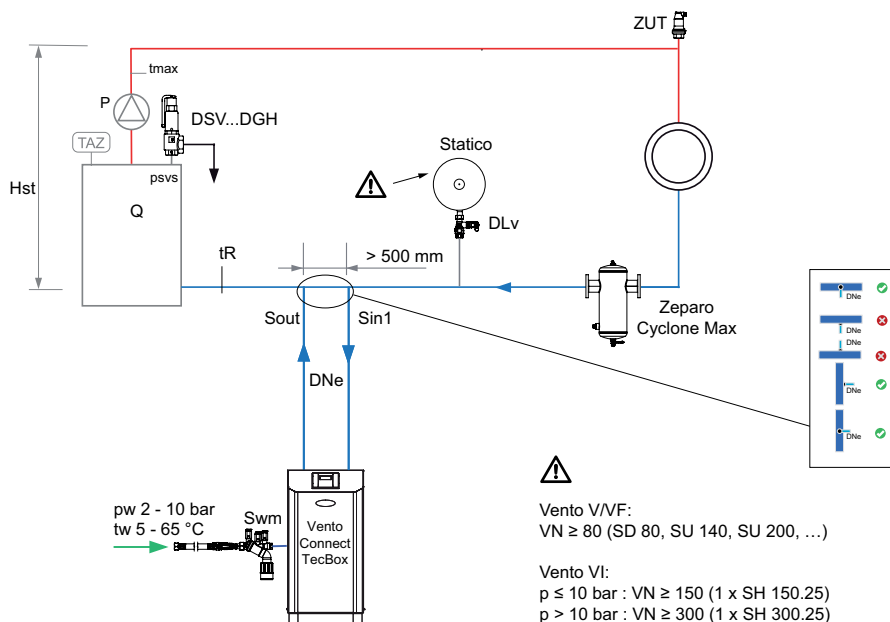 ZUT
tmax
P
DSV...DGH
TAZ
Statico
psvs
Hst
Q
DLv
tR
> 500 mm
Zeparo
Cyclone Max
Sout
Sin1
DNe
DNe
DNe
DNe
DNe
DNe
pw 2 - 10 bar
tw 5 - 65 °C
Swm
Vento
Connect
TecBox
Vento V/VF:
VN ≥ 80 (SD 80, SU 140, SU 200, …)
Vento VI:
p ≤ 10 bar : VN ≥ 150 (1 x SH 150.25)
p > 10 bar : VN ≥ 300 (1 x SH 300.25)